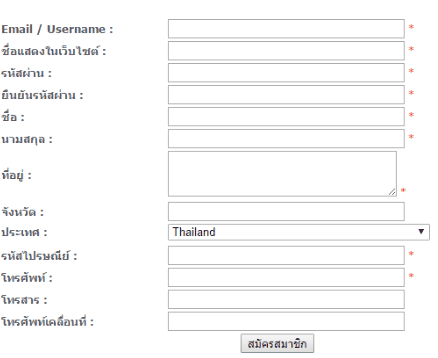 Email / Username : *
ชื่อแสดงในเว็บไซต์ : *
รหัสผ่าน : *
ยืนยันรหัสผ่าน : *
ชื่อ : *
นามสกุล : *
ที่อยู่ : *
จังหวัด :
ประเทศ : Thailand
รหัสไปรษณีย์ : *
โทรศัพท์ : *
โทรสาร :
โทรศัพท์เคลื่อนที่ :
สมัครสมาชิก